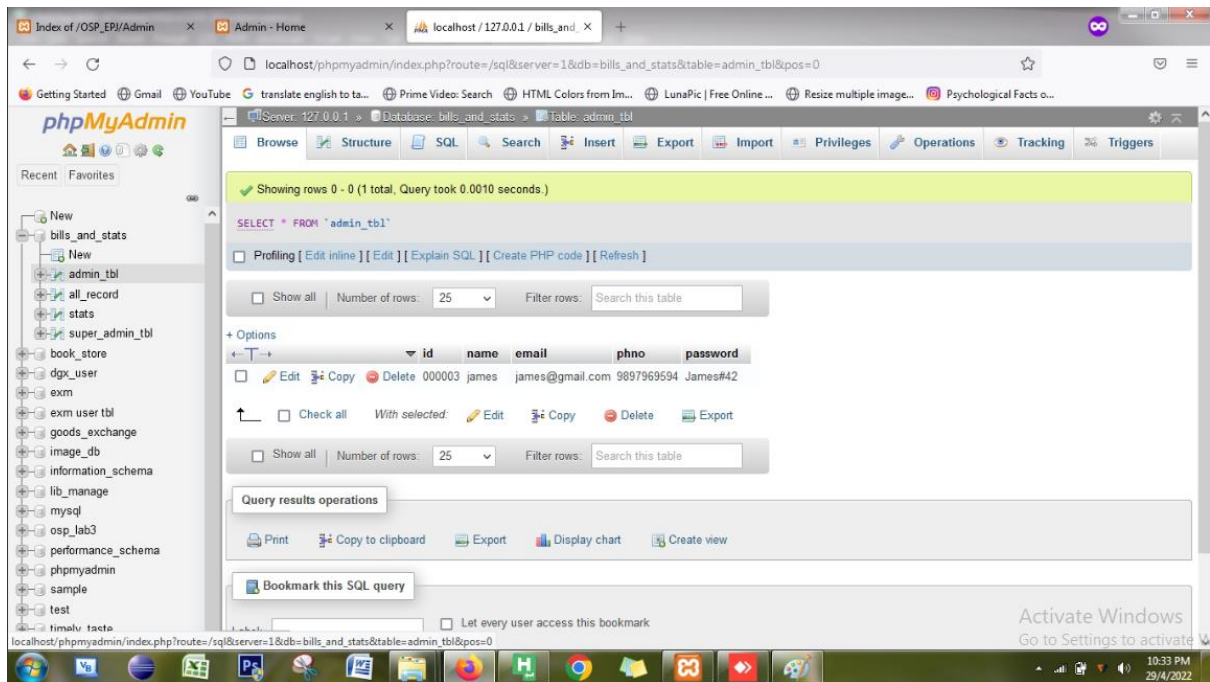 Index of /OSP_EPJ/Admin × Admin - Home × localhost / 127.0.0.1 / bills_and_ × +
localhost/phpmyadmin/index.php?route=/sql&server=1&db=bills_and_stats&table=admin_tbl&pos=0
Getting Started Gmail YouTube translate english to ta... Prime Video: Search HTML Colors from Im... LunaPic | Free Online ... Resize multiple image... Psychological Facts o...
phpMyAdmin
Recent Favorites
New
bills_and_stats
New
admin_tbl
all_record
stats
super_admin_tbl
book_store
dgx_user
exm
exm user tbl
goods_exchange
image_db
information_schema
lib_manage
mysql
osp_lab3
performance_schema
phpmyadmin
sample
test
timely_taste
Server: 127.0.0.1 » Database: bills_and_stats » Table: admin_tbl
Browse Structure SQL Search Insert Export Import Privileges Operations Tracking Triggers
Showing rows 0 - 0 (1 total, Query took 0.0010 seconds.)
SELECT * FROM `admin_tbl`
Profiling [ Edit inline ] [ Edit ] [ Explain SQL ] [ Create PHP code ] [ Refresh ]
Show all | Number of rows: 25 Filter rows: Search this table
+ Options
←T→ id name email phno password
Edit Copy Delete 000003 james james@gmail.com 9897969594 James#42
Check all With selected: Edit Copy Delete Export
Show all | Number of rows: 25 Filter rows: Search this table
Query results operations
Print Copy to clipboard Export Display chart Create view
Bookmark this SQL query
Let every user access this bookmark
Activate Windows
Go to Settings to activate
localhost/phpmyadmin/index.php?route=/sql&server=1&db=bills_and_stats&table=admin_tbl&pos=0
10:33 PM
29/4/2022